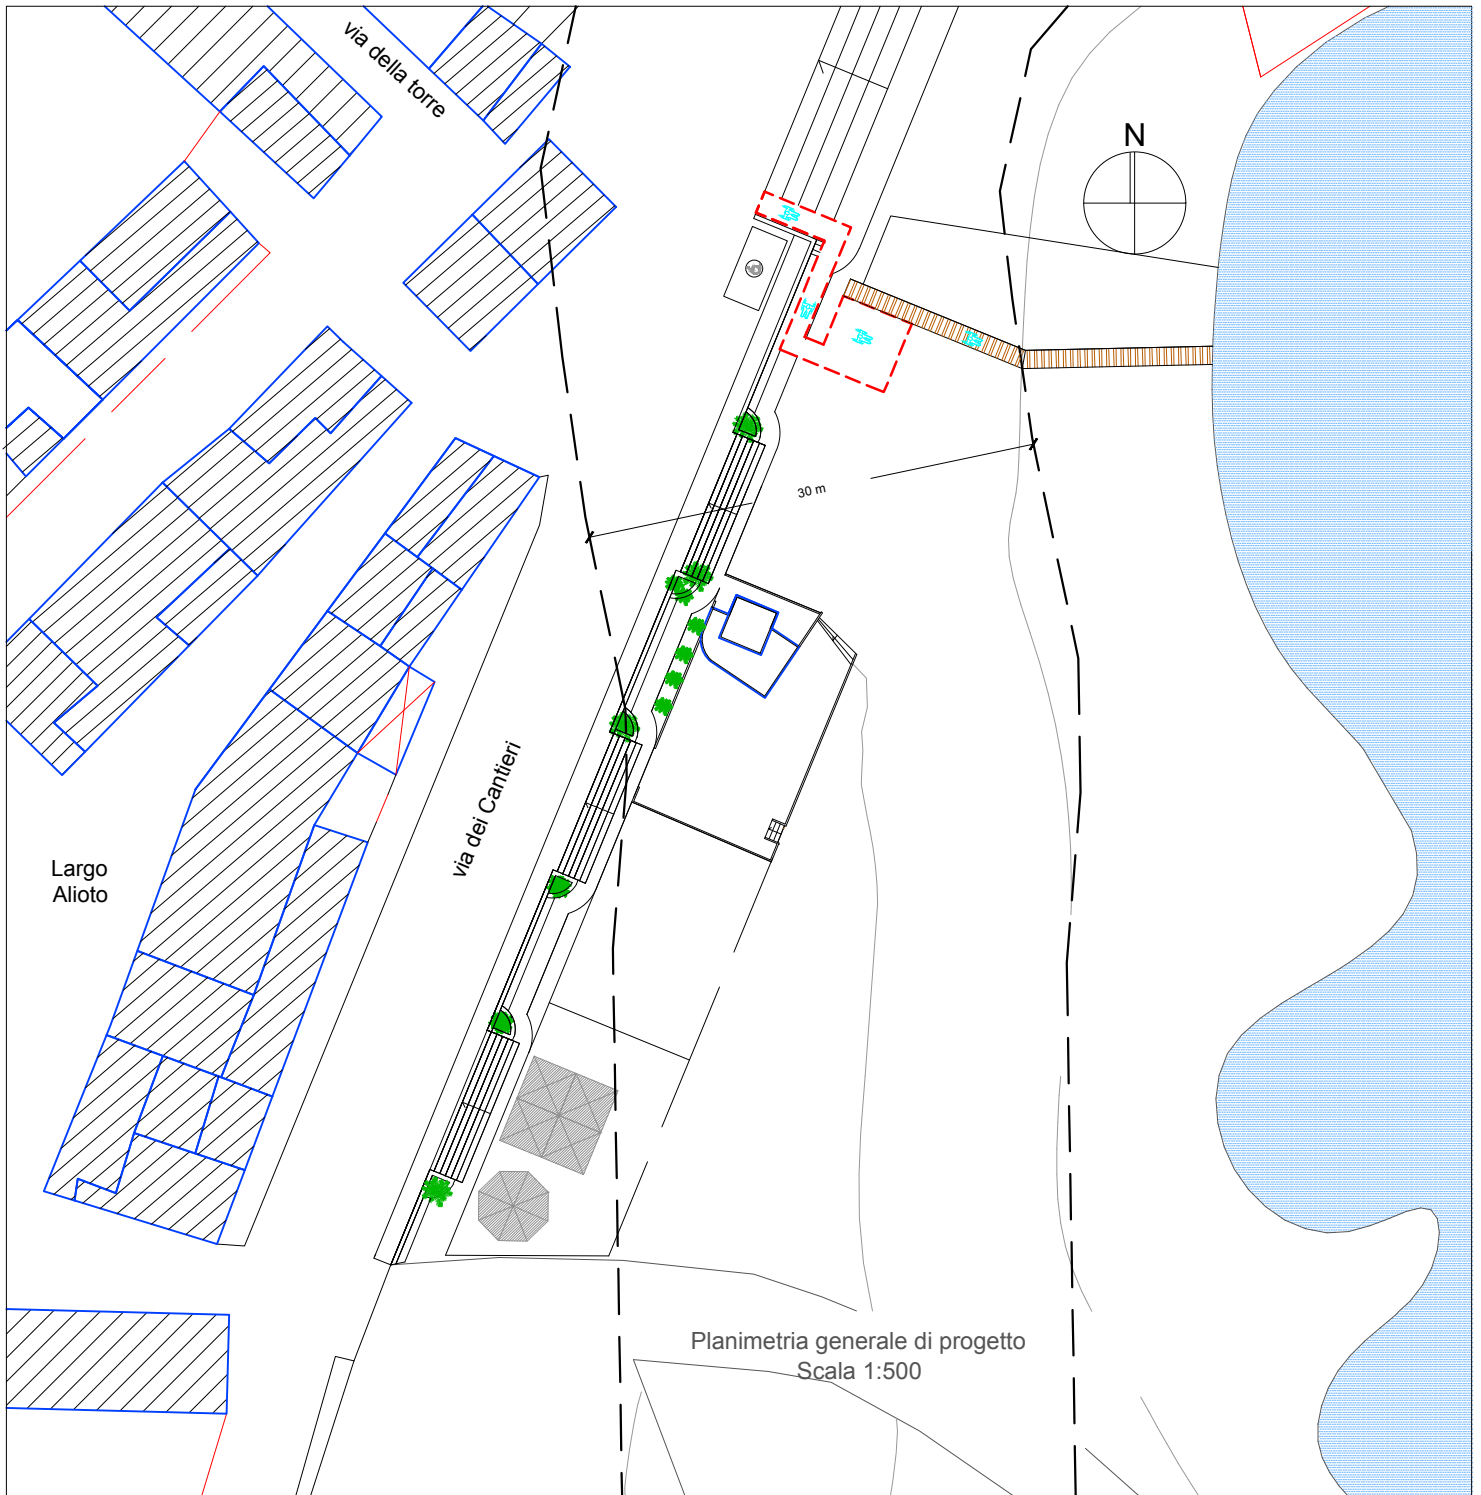 via della torre
N
30 m
via dei Cantieri
Largo
Alioto
Planimetria generale di progetto
Scala 1:500